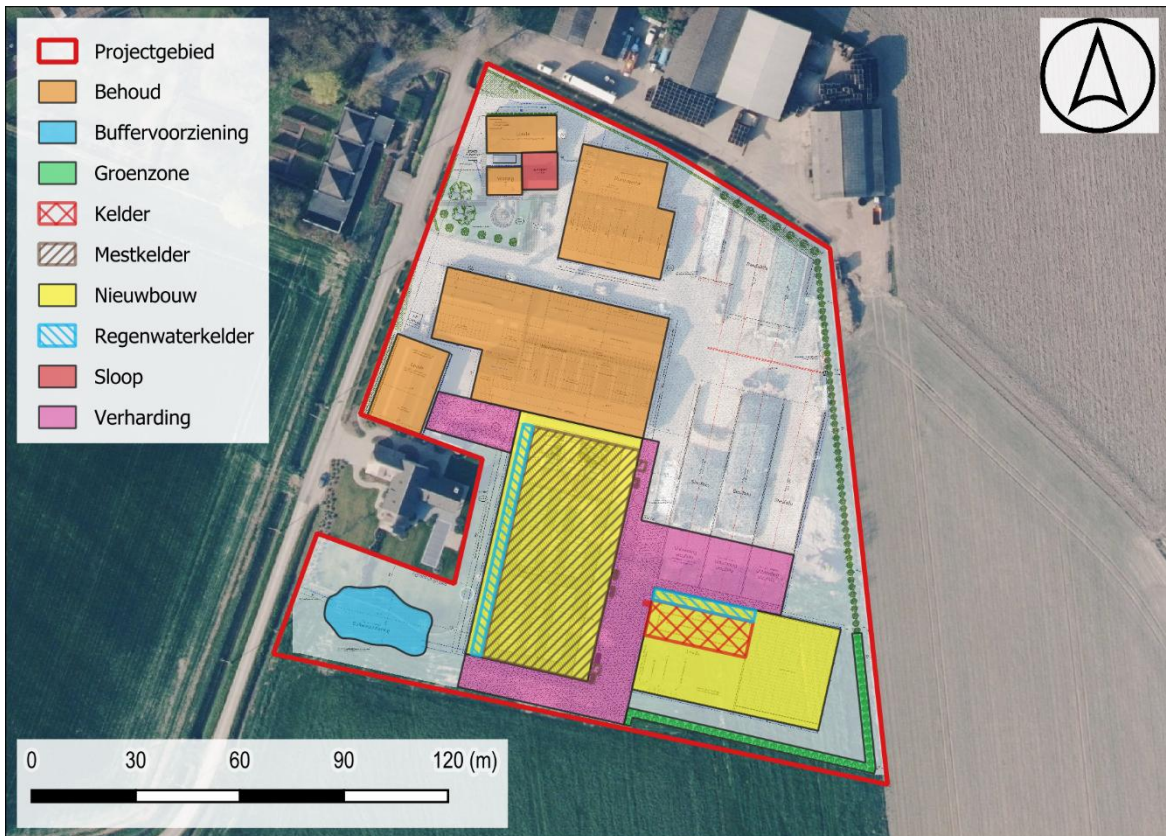 Projectgebied
Behoud
Buffervoorziening
Groenzone
Kelder
Mestkelder
Nieuwbouw
Regenwaterkelder
Sloop
Verharding
0 30 60 90 120 (m)